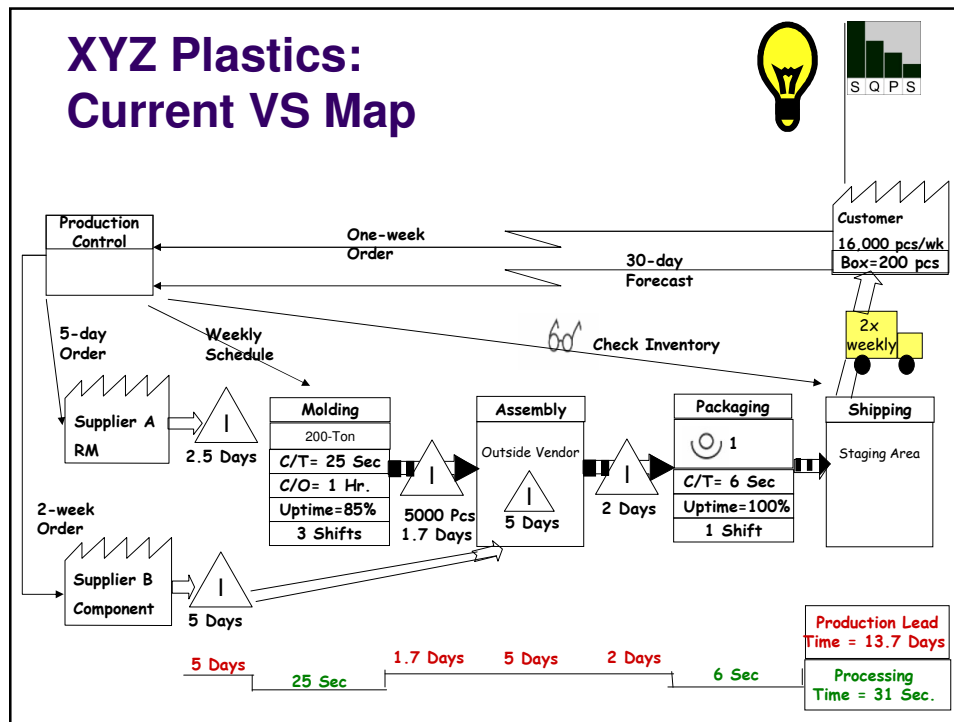 XYZ Plastics:
Current VS Map
S Q P S
Production
Control
One-week
Order
30-day
Forecast
Customer
16,000 pcs/wk
Box=200 pcs
5-day
Order
Weekly
Schedule
Check Inventory
2x
weekly
Supplier A
RM
I
2.5 Days
Molding
200-Ton
C/T= 25 Sec
C/O= 1 Hr.
Uptime=85%
3 Shifts
I
5000 Pcs
1.7 Days
Assembly
Outside Vendor
I
5 Days
I
2 Days
Packaging
1
C/T= 6 Sec
Uptime=100%
1 Shift
Shipping
Staging Area
2-week
Order
Supplier B
Component
I
5 Days
5 Days
25 Sec
1.7 Days
5 Days
2 Days
6 Sec
Production Lead
Time = 13.7 Days
Processing
Time = 31 Sec.